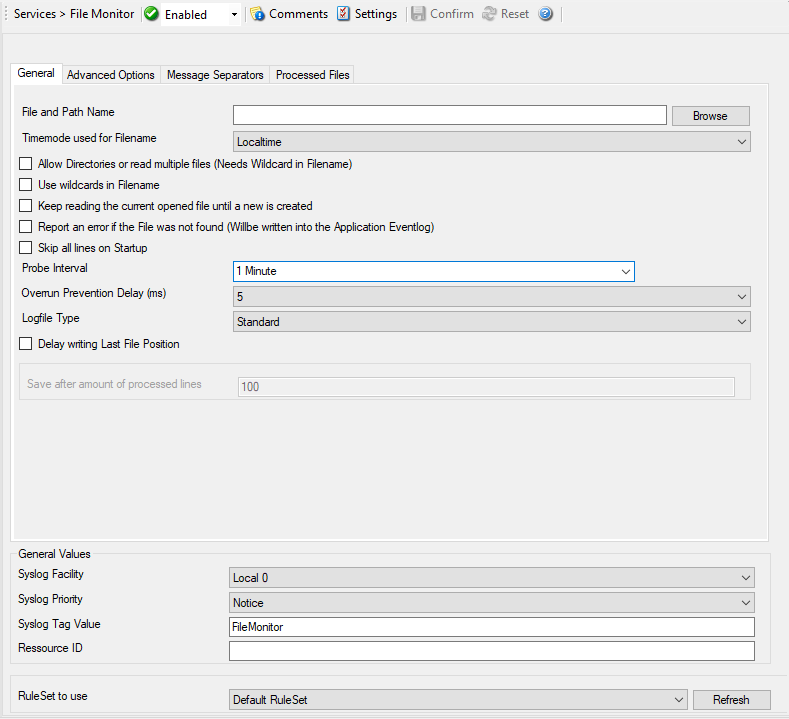 Services > File Monitor Enabled Comments Settings Confirm Reset ?
General Advanced Options Message Separators Processed Files
File and Path Name Browse
Timemode used for Filename Localtime
Allow Directories or read multiple files (Needs Wildcard in Filename)
Use wildcards in Filename
Keep reading the current opened file until a new is created
Report an error if the File was not found (Willbe written into the Application Eventlog)
Skip all lines on Startup
Probe Interval 1 Minute
Overrun Prevention Delay (ms) 5
Logfile Type Standard
Delay writing Last File Position
Save after amount of processed lines 100
General Values
Syslog Facility Local 0
Syslog Priority Notice
Syslog Tag Value FileMonitor
Ressource ID
RuleSet to use Default RuleSet Refresh